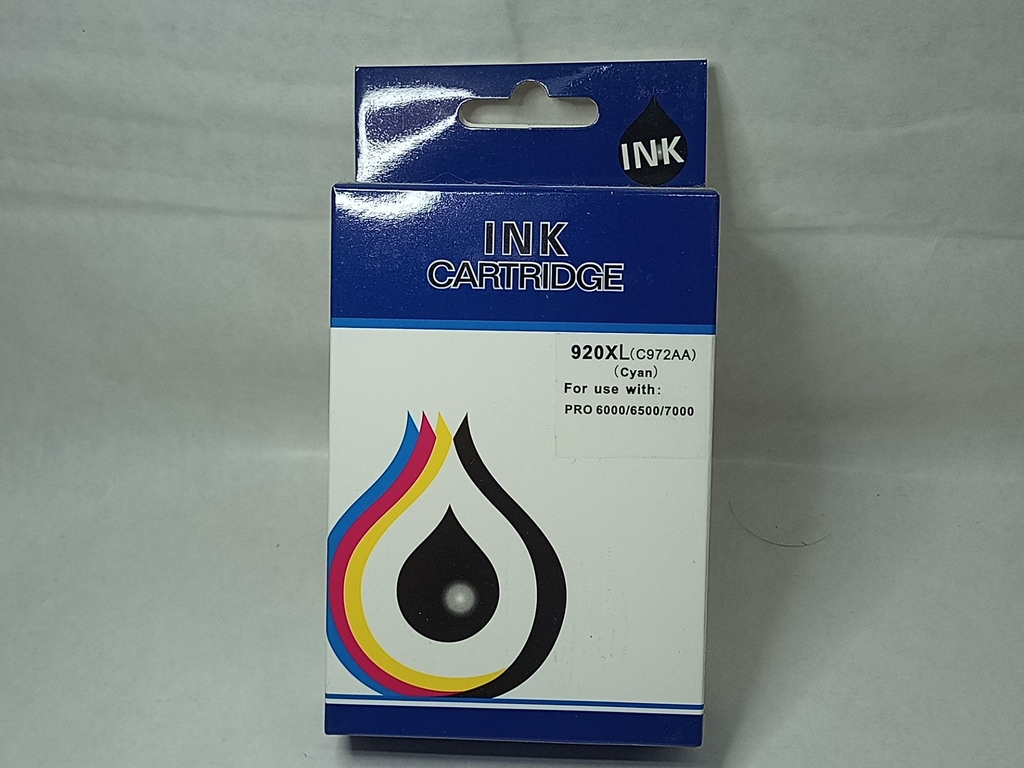 INK
INK
CARTRIDGE
920XL(C972AA)
(Cyan)
For use with:
PRO 6000/6500/7000